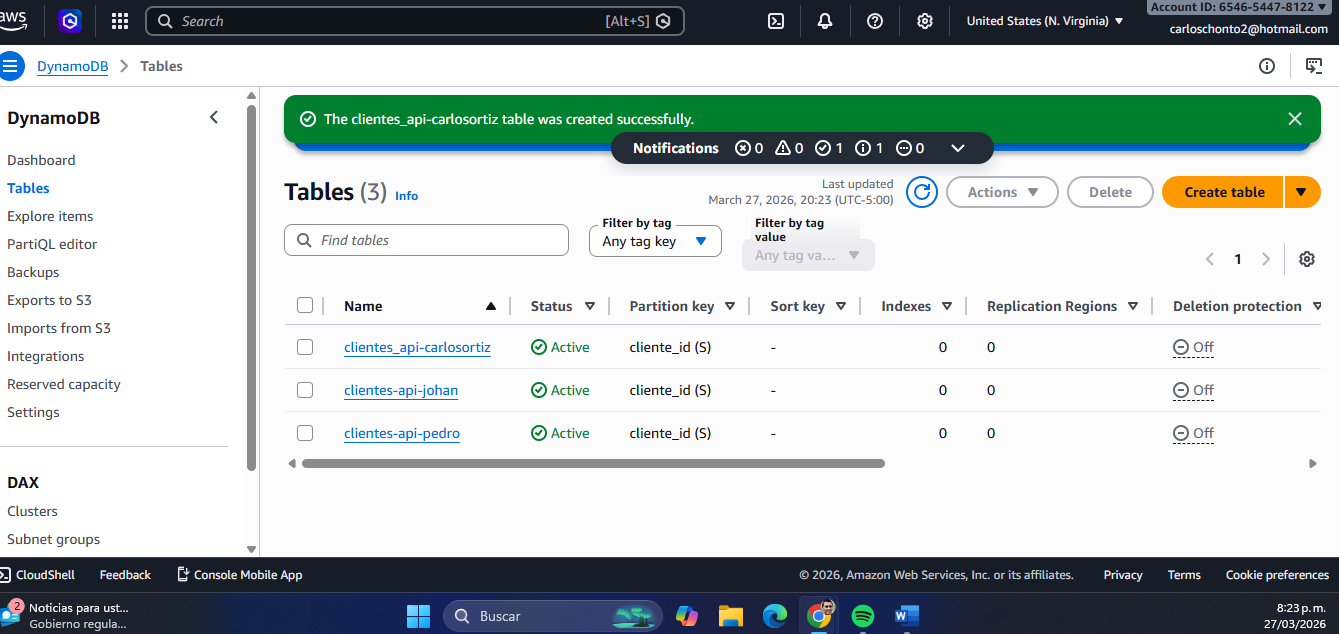 aws
Search [Alt+S]
United States (N. Virginia)
Account ID: 6546-5447-8122
carloschonto2@hotmail.com
DynamoDB
Tables
DynamoDB
Dashboard
Tables
Explore items
PartiQL editor
Backups
Exports to S3
Imports from S3
Integrations
Reserved capacity
Settings
DAX
Clusters
Subnet groups
The clientes_api-carlosortiz table was created successfully.
Notifications 0 0 1 1 0
Tables (3) Info
Last updated
March 27, 2026, 20:23 (UTC-5:00)
Actions
Delete
Create table
Find tables
Filter by tag
Any tag key
Filter by tag
value
Any tag va...
1
Name Status Partition key Sort key Indexes Replication Regions Deletion protection
clientes_api-carlosortiz Active cliente_id (S) - 0 0 Off
clientes-api-johan Active cliente_id (S) - 0 0 Off
clientes-api-pedro Active cliente_id (S) - 0 0 Off
CloudShell Feedback Console Mobile App © 2026, Amazon Web Services, Inc. or its affiliates. Privacy Terms Cookie preferences
2
Noticias para ust...
Gobierno regula...
Buscar
8:23 p. m.
27/03/2026